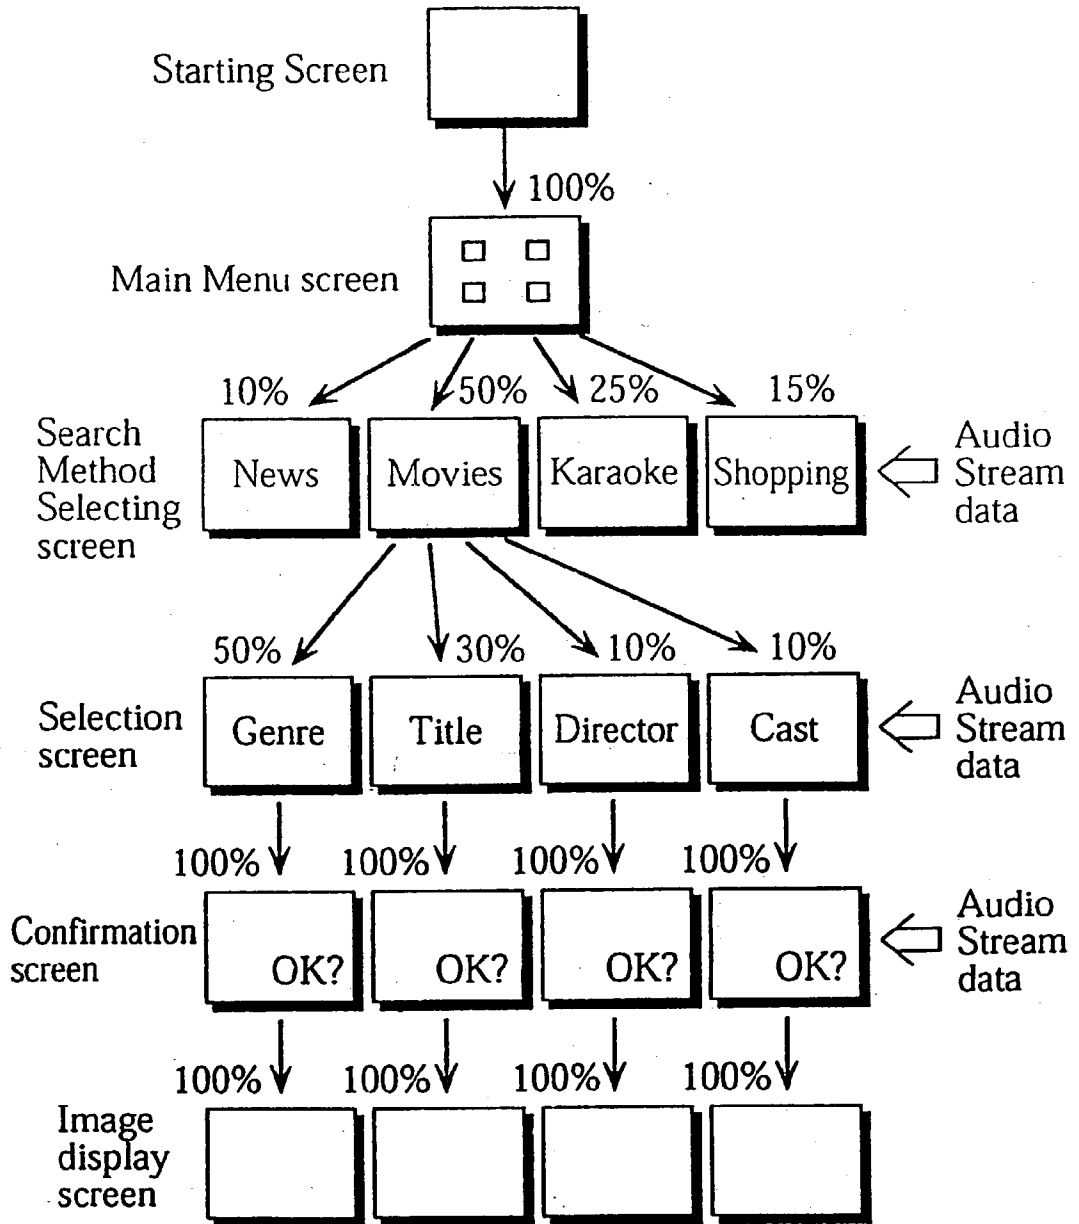 Starting Screen
100%
Main Menu screen
10%
50%
25%
15%
Search
Method
Selecting
screen
News
Movies
Karaoke
Shopping
Audio
Stream
data
50%
30%
10%
10%
Selection
screen
Genre
Title
Director
Cast
Audio
Stream
data
100%
100%
100%
100%
Confirmation
screen
OK?
OK?
OK?
OK?
Audio
Stream
data
100%
100%
100%
100%
Image
display
screen